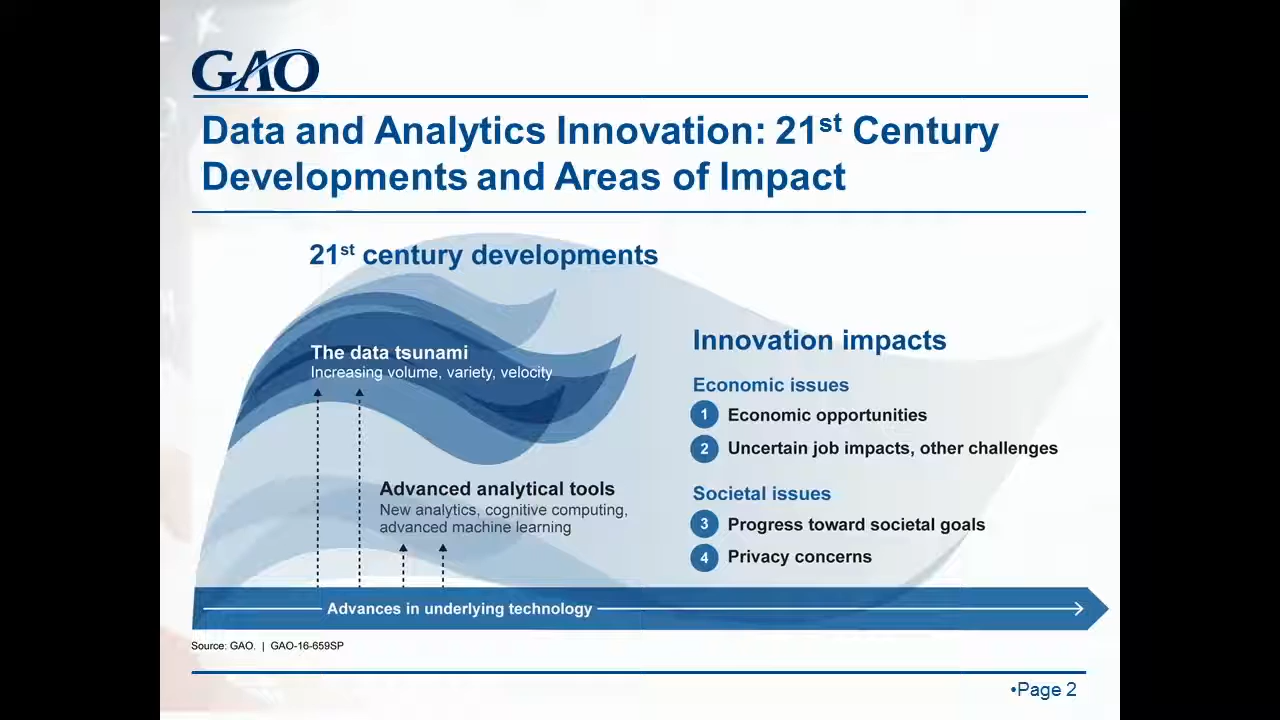 GAO
Data and Analytics Innovation: 21st Century
Developments and Areas of Impact
21st century developments
The data tsunami
Increasing volume, variety, velocity
Advanced analytical tools
New analytics, cognitive computing,
advanced machine learning
Innovation impacts
Economic issues
1 Economic opportunities
2 Uncertain job impacts, other challenges
Societal issues
3 Progress toward societal goals
4 Privacy concerns
Advances in underlying technology
Source: GAO. | GAO-16-659SP
•Page 2